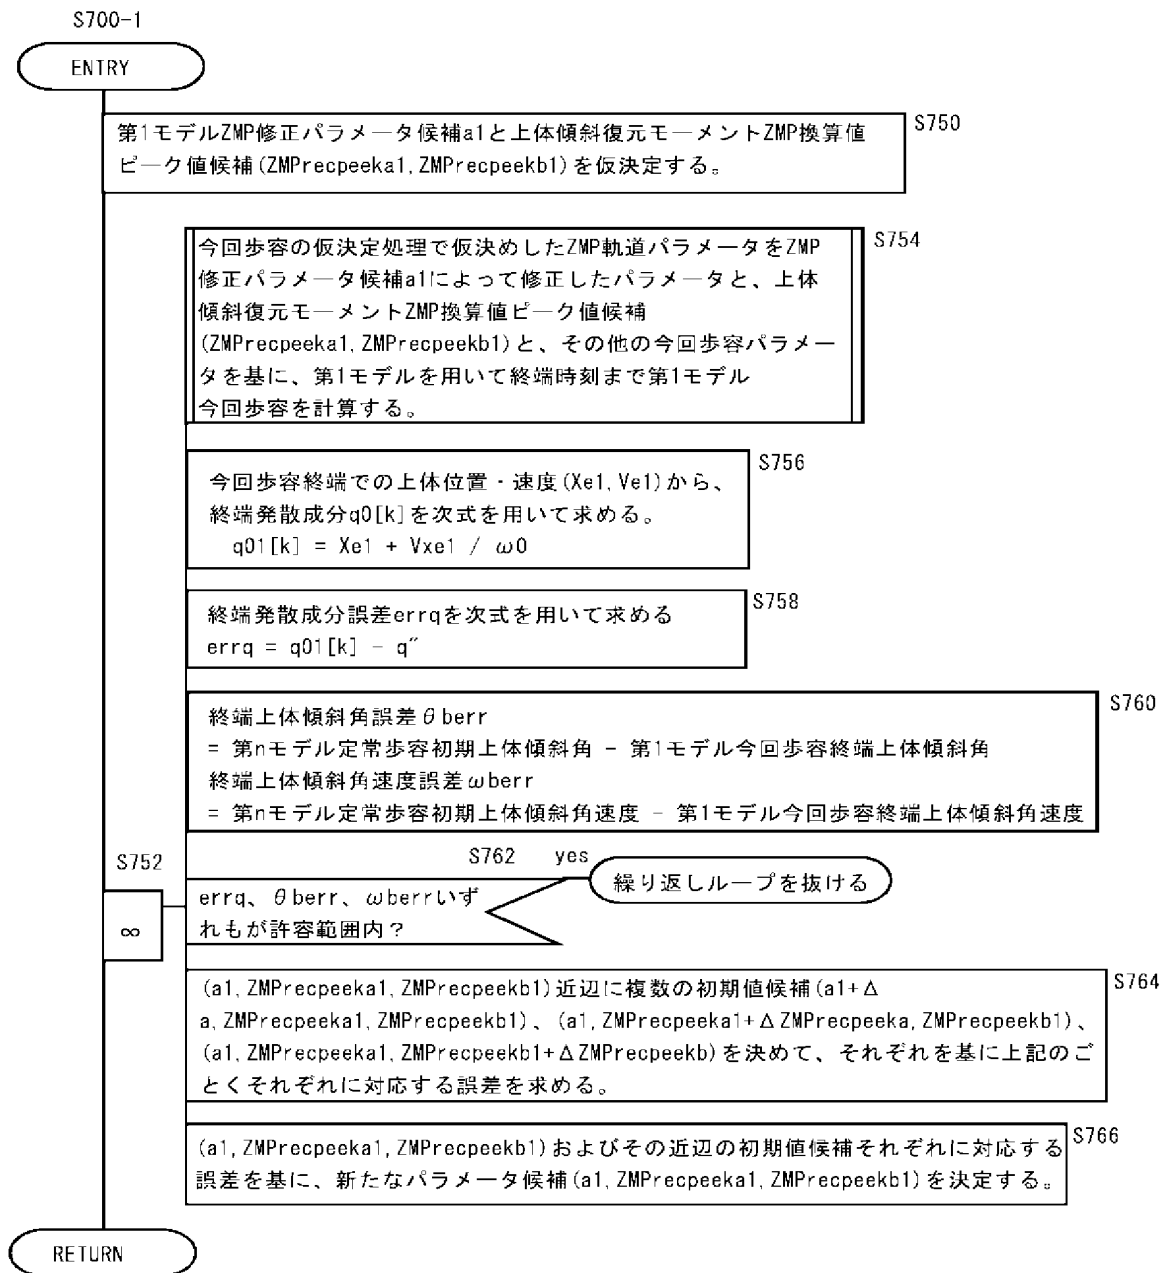 S700-1
ENTRY
第1モデルZMP修正パラメータ候補a1と上体傾斜復元モーメントZMP換算値
ピーク値候補(ZMPrecpeeka1,ZMPrecpeekb1)を仮決定する。
S750
今回歩容の仮決定処理で仮決めしたZMP軌道パラメータをZMP
修正パラメータ候補a1によって修正したパラメータと、上体
傾斜復元モーメントZMP換算値ピーク値候補
(ZMPrecpeeka1,ZMPrecpeekb1)と、その他の今回歩容パラメー
タを基に、第1モデルを用いて終端時刻まで第1モデル
今回歩容を計算する。
S754
今回歩容終端での上体位置・速度(Xe1,Ve1)から、
終端発散成分q0[k]を次式を用いて求める。
q01[k] = Xe1 + Vxe1 / ω0
S756
終端発散成分誤差errqを次式を用いて求める
errq = q01[k] - q″
S758
終端上体傾斜角誤差θberr
= 第nモデル定常歩容初期上体傾斜角 - 第1モデル今回歩容終端上体傾斜角
終端上体傾斜角速度誤差ωberr
= 第nモデル定常歩容初期上体傾斜角速度 - 第1モデル今回歩容終端上体傾斜角速度
S760
S752
∞
S762
yes
errq、θberr、ωberrいず
れもが許容範囲内？
繰り返しループを抜ける
(a1,ZMPrecpeeka1,ZMPrecpeekb1)近辺に複数の初期値候補(a1+Δ
a,ZMPrecpeeka1,ZMPrecpeekb1)、(a1,ZMPrecpeeka1+ΔZMPrecpeeka,ZMPrecpeekb1)、
(a1,ZMPrecpeeka1,ZMPrecpeekb1+ΔZMPrecpeekb)を決めて、それぞれを基に上記のご
とくそれぞれに対応する誤差を求める。
S764
(a1,ZMPrecpeeka1,ZMPrecpeekb1)およびその近辺の初期値候補それぞれに対応する
誤差を基に、新たなパラメータ候補(a1,ZMPrecpeeka1,ZMPrecpeekb1)を決定する。
S766
RETURN